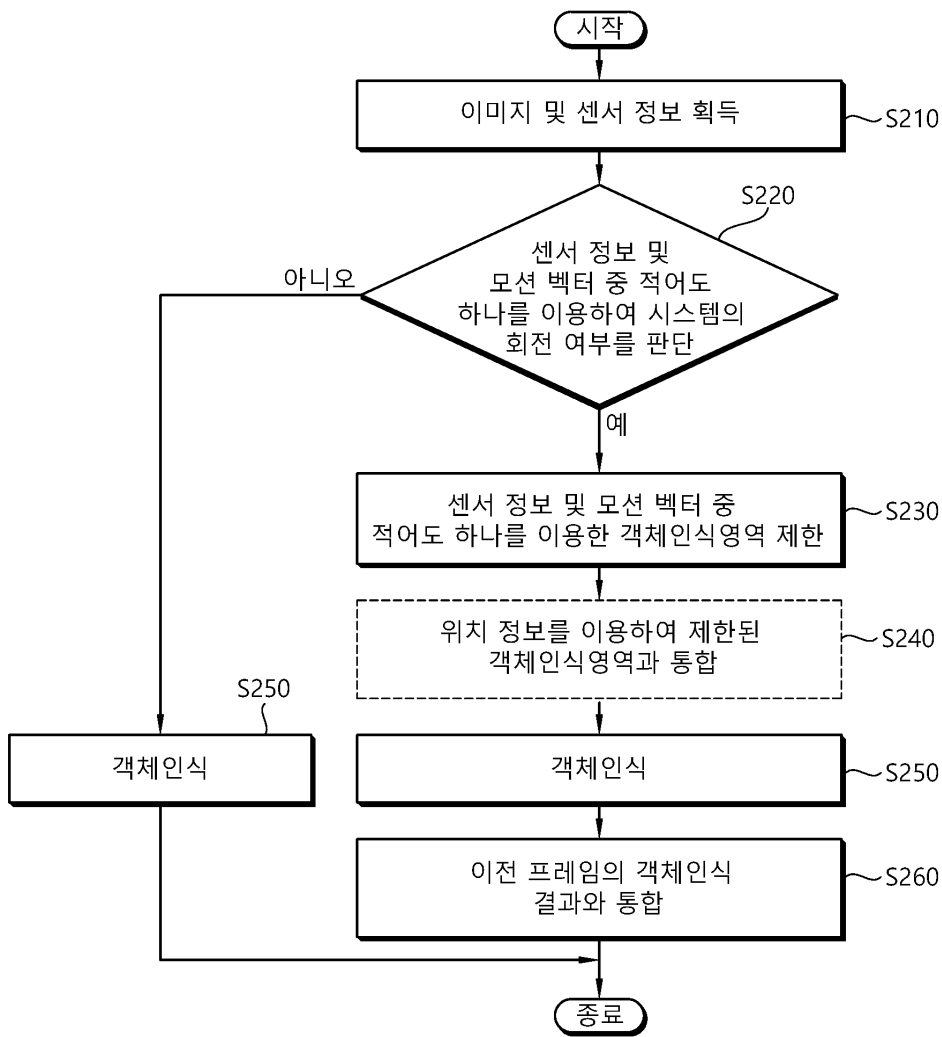 시작
이미지 및 센서 정보 획득
S210
S220
센서 정보 및
모션 벡터 중 적어도
하나를 이용하여 시스템의
회전 여부를 판단
아니오
예
센서 정보 및 모션 벡터 중
적어도 하나를 이용한 객체인식영역 제한
S230
위치 정보를 이용하여 제한된
객체인식영역과 통합
S240
S250
객체인식
객체인식
S250
이전 프레임의 객체인식
결과와 통합
S260
종료